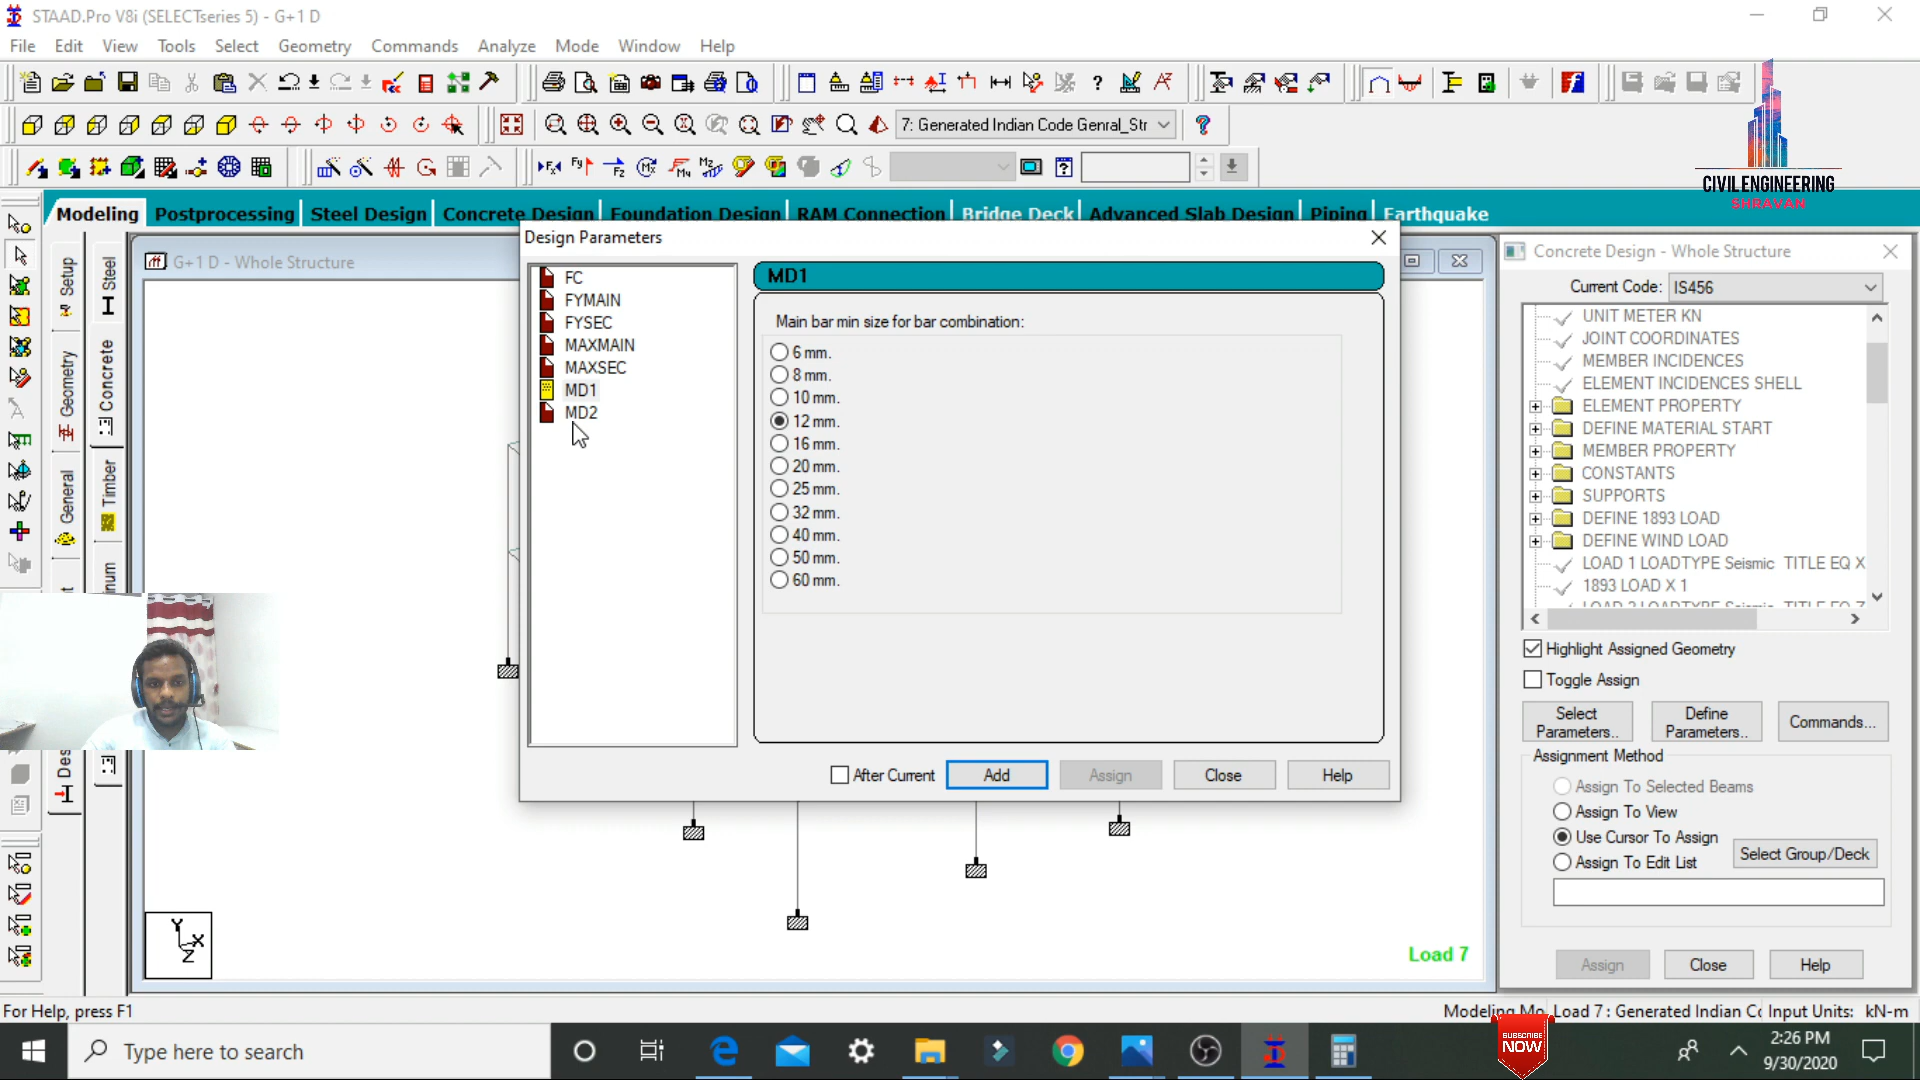 STAAD.Pro V8i (SELECTseries 5) - G+1 D
File Edit View Tools Select Geometry Commands Analyze Mode Window Help
7: Generated Indian Code Genral_Str
CIVIL ENGINEERING
SHRAVAN
Modeling Postprocessing Steel Design Concrete Design Foundation Design RAM Connection Bridge Deck Advanced Slab Design Piping Earthquake
Setup
Geometry
General
Steel
Concrete
Timber
G+1 D - Whole Structure
Design Parameters
FC
FYMAIN
FYSEC
MAXMAIN
MAXSEC
MD1
MD2
MD1
Main bar min size for bar combination:
6 mm.
8 mm.
10 mm.
12 mm.
16 mm.
20 mm.
25 mm.
32 mm.
40 mm.
50 mm.
60 mm.
After Current Add Assign Close Help
Concrete Design - Whole Structure
Current Code: IS456
UNIT METER KN
JOINT COORDINATES
MEMBER INCIDENCES
ELEMENT INCIDENCES SHELL
ELEMENT PROPERTY
DEFINE MATERIAL START
MEMBER PROPERTY
CONSTANTS
SUPPORTS
DEFINE 1893 LOAD
DEFINE WIND LOAD
LOAD 1 LOADTYPE Seismic TITLE EQ X
1893 LOAD X 1
Highlight Assigned Geometry
Toggle Assign
Select Parameters..
Define Parameters..
Commands...
Assignment Method
Assign To Selected Beams
Assign To View
Use Cursor To Assign
Assign To Edit List
Select Group/Deck
Assign Close Help
Y
X
Z
Load 7
For Help, press F1
Modeling Mo Load 7 : Generated Indian Co Input Units: kN-m
Type here to search
SUBSCRIBE
NOW
2:26 PM
9/30/2020